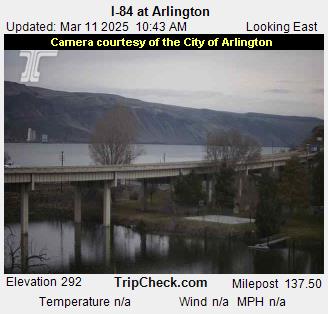 I-84 at Arlington
Updated: Mar 11 2025 10:43 AM Looking East
Camera courtesy of the City of Arlington
Elevation 292 TripCheck.com Milepost 137.50
Temperature n/a Wind n/a MPH n/a